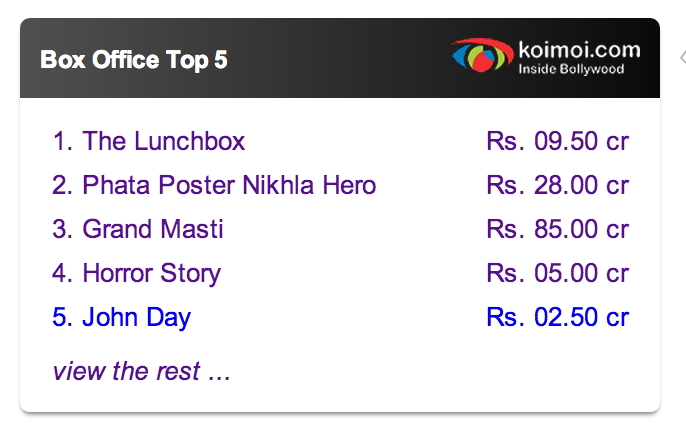 Box Office Top 5
koimoi.com
Inside Bollywood
1. The Lunchbox Rs. 09.50 cr
2. Phata Poster Nikhla Hero Rs. 28.00 cr
3. Grand Masti Rs. 85.00 cr
4. Horror Story Rs. 05.00 cr
5. John Day Rs. 02.50 cr
view the rest ...